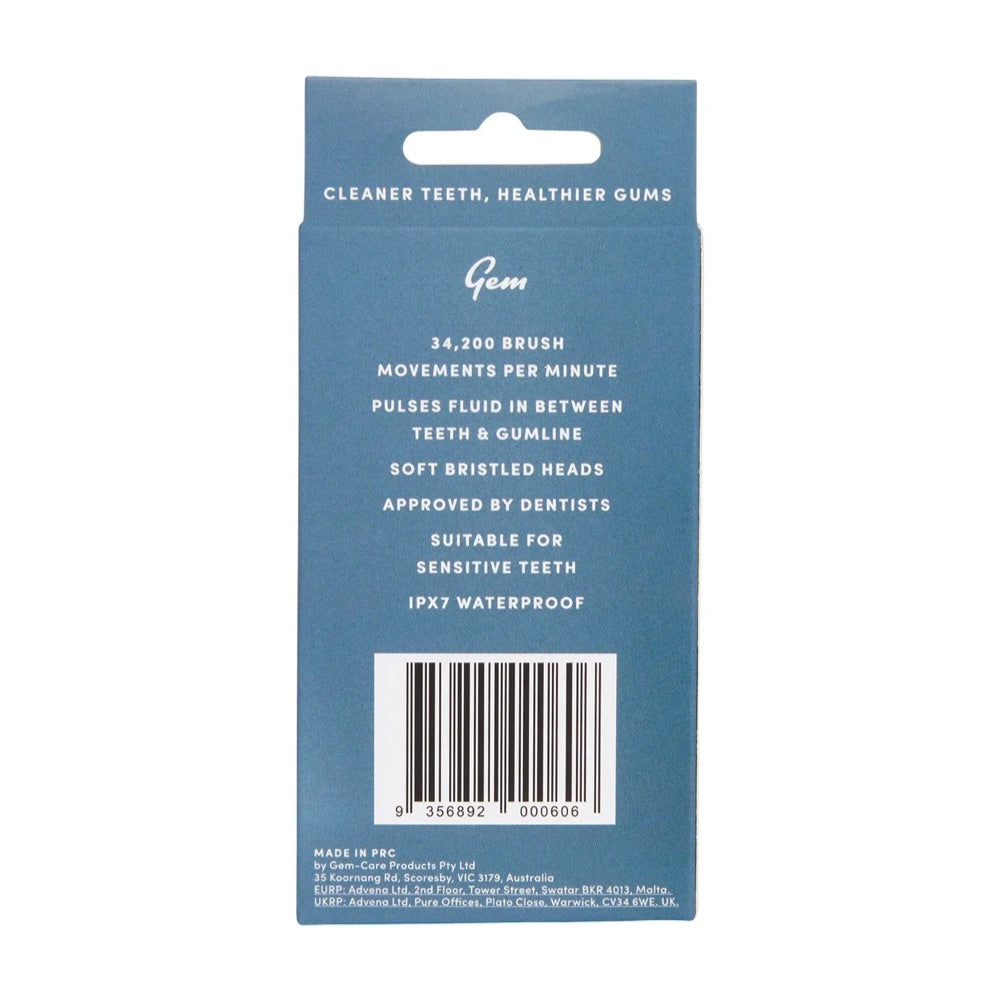 CLEANER TEETH, HEALTHIER GUMS
Gem
34,200 BRUSH
MOVEMENTS PER MINUTE
PULSES FLUID IN BETWEEN
TEETH & GUMLINE
SOFT BRISTLED HEADS
APPROVED BY DENTISTS
SUITABLE FOR
SENSITIVE TEETH
IPX7 WATERPROOF
9 356892 000606
MADE IN PRC
by Gem-Care Products Pty Ltd
35 Koornang Rd, Scoresby, VIC 3179, Australia
EURP: Advena Ltd, 2nd Floor, Tower Street, Swatar BKR 4013, Malta.
UKRP: Advena Ltd, Pure Offices, Plato Close, Warwick, CV34 6WE. UK.